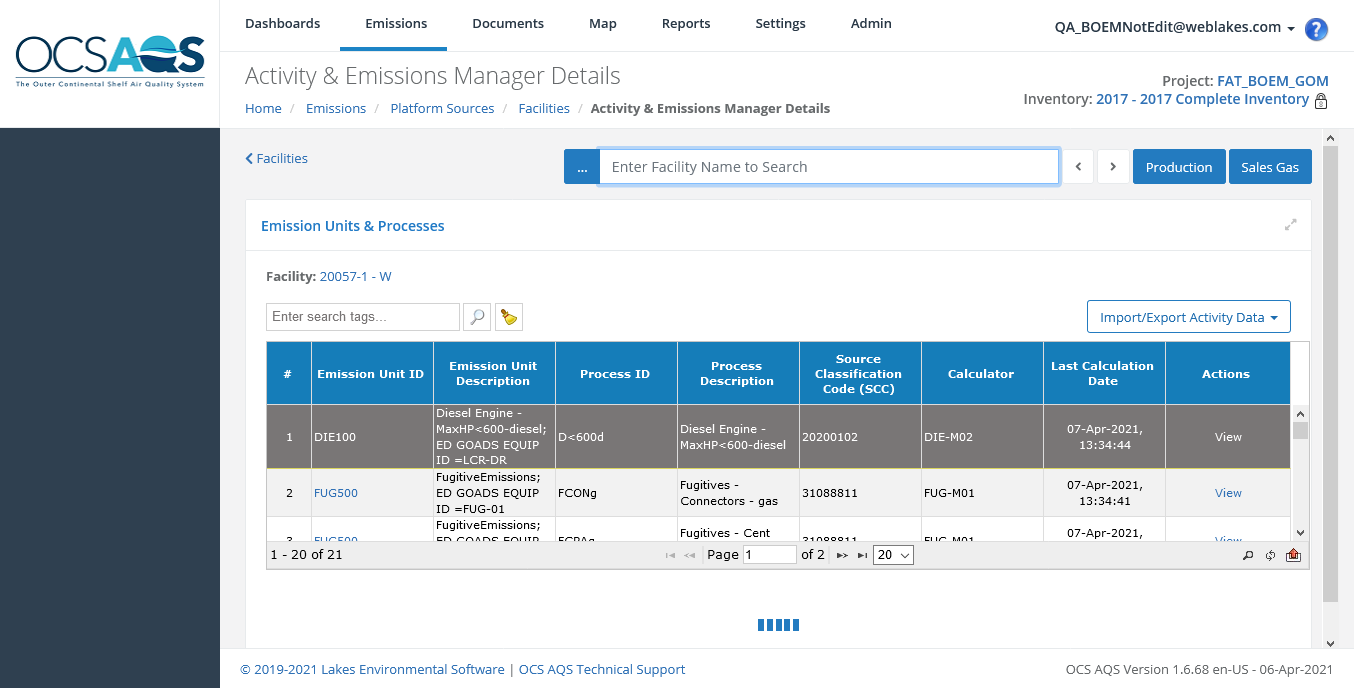 OCSAQS
The Outer Continental Shelf Air Quality System
Dashboards Emissions Documents Map Reports Settings Admin
QA_BOEMNotEdit@weblakes.com ?
Activity & Emissions Manager Details
Home / Emissions / Platform Sources / Facilities / Activity & Emissions Manager Details
Project: FAT_BOEM_GOM
Inventory: 2017 - 2017 Complete Inventory
Facilities
... Enter Facility Name to Search
Production Sales Gas
Emission Units & Processes
Facility: 20057-1 - W
Enter search tags...
Import/Export Activity Data
#
Emission Unit ID
Emission Unit
Description
Process ID
Process
Description
Source
Classification
Code (SCC)
Calculator
Last Calculation
Date
Actions
1
DIE100
Diesel Engine -
MaxHP<600-diesel;
ED GOADS EQUIP
ID =LCR-DR
D<600d
Diesel Engine -
MaxHP<600-diesel
20200102
DIE-M02
07-Apr-2021,
13:34:44
View
2
FUG500
FugitiveEmissions;
ED GOADS EQUIP
ID =FUG-01
FCONg
Fugitives -
Connectors - gas
31088811
FUG-M01
07-Apr-2021,
13:34:41
View
3
FUG500
FugitiveEmissions;
ED GOADS EQUIP
Fugitives - Cent
31088811
FUG-M01
07-Apr-2021,
View
1 - 20 of 21
Page 1 of 2
20
© 2019-2021 Lakes Environmental Software | OCS AQS Technical Support
OCS AQS Version 1.6.68 en-US - 06-Apr-2021